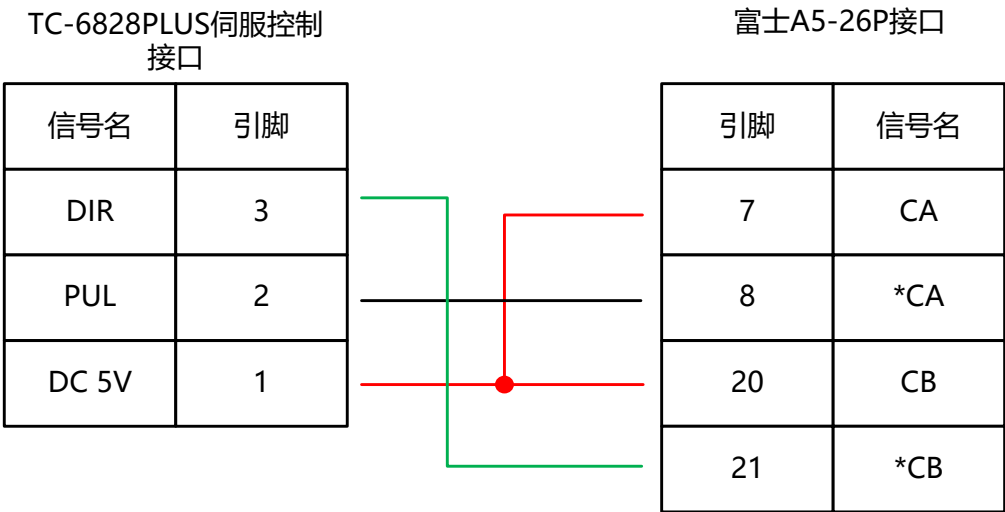 TC-6828PLUS伺服控制
接口
富士A5-26P接口
信号名 引脚
DIR 3
PUL 2
DC 5V 1
引脚 信号名
7 CA
8 *CA
20 CB
21 *CB